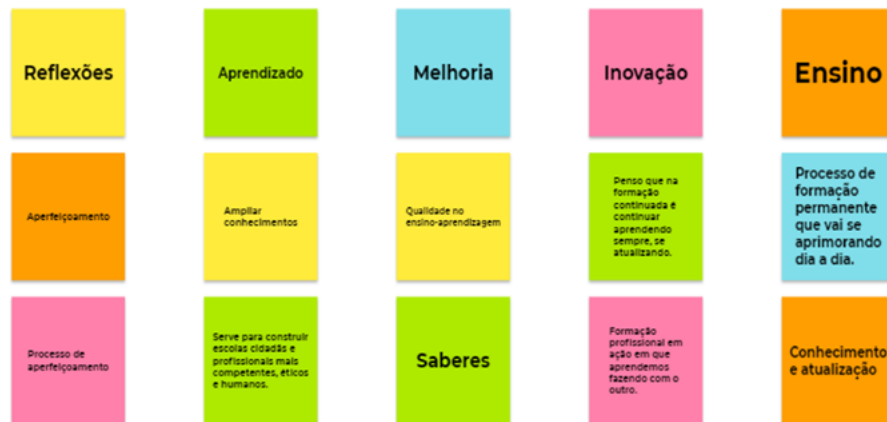 Reflexões
Aprendizado
Melhoria
Inovação
Ensino
Aperfeiçoamento
Ampliar
conhecimentos
Qualidade no
ensino-aprendizagem
Penso que na
formação
continuada é
continuar
aprendendo
sempre, se
atualizando.
Processo de
formação
permanente
que vai se
aprimorando
dia a dia.
Processo de
aperfeiçoamento
Serve para construir
escolas cidadãs e
profissionais mais
competentes, éticos
e humanos.
Saberes
Formação
profissional em
ação em que
aprendemos
fazendo com o
outro.
Conhecimento
e atualização